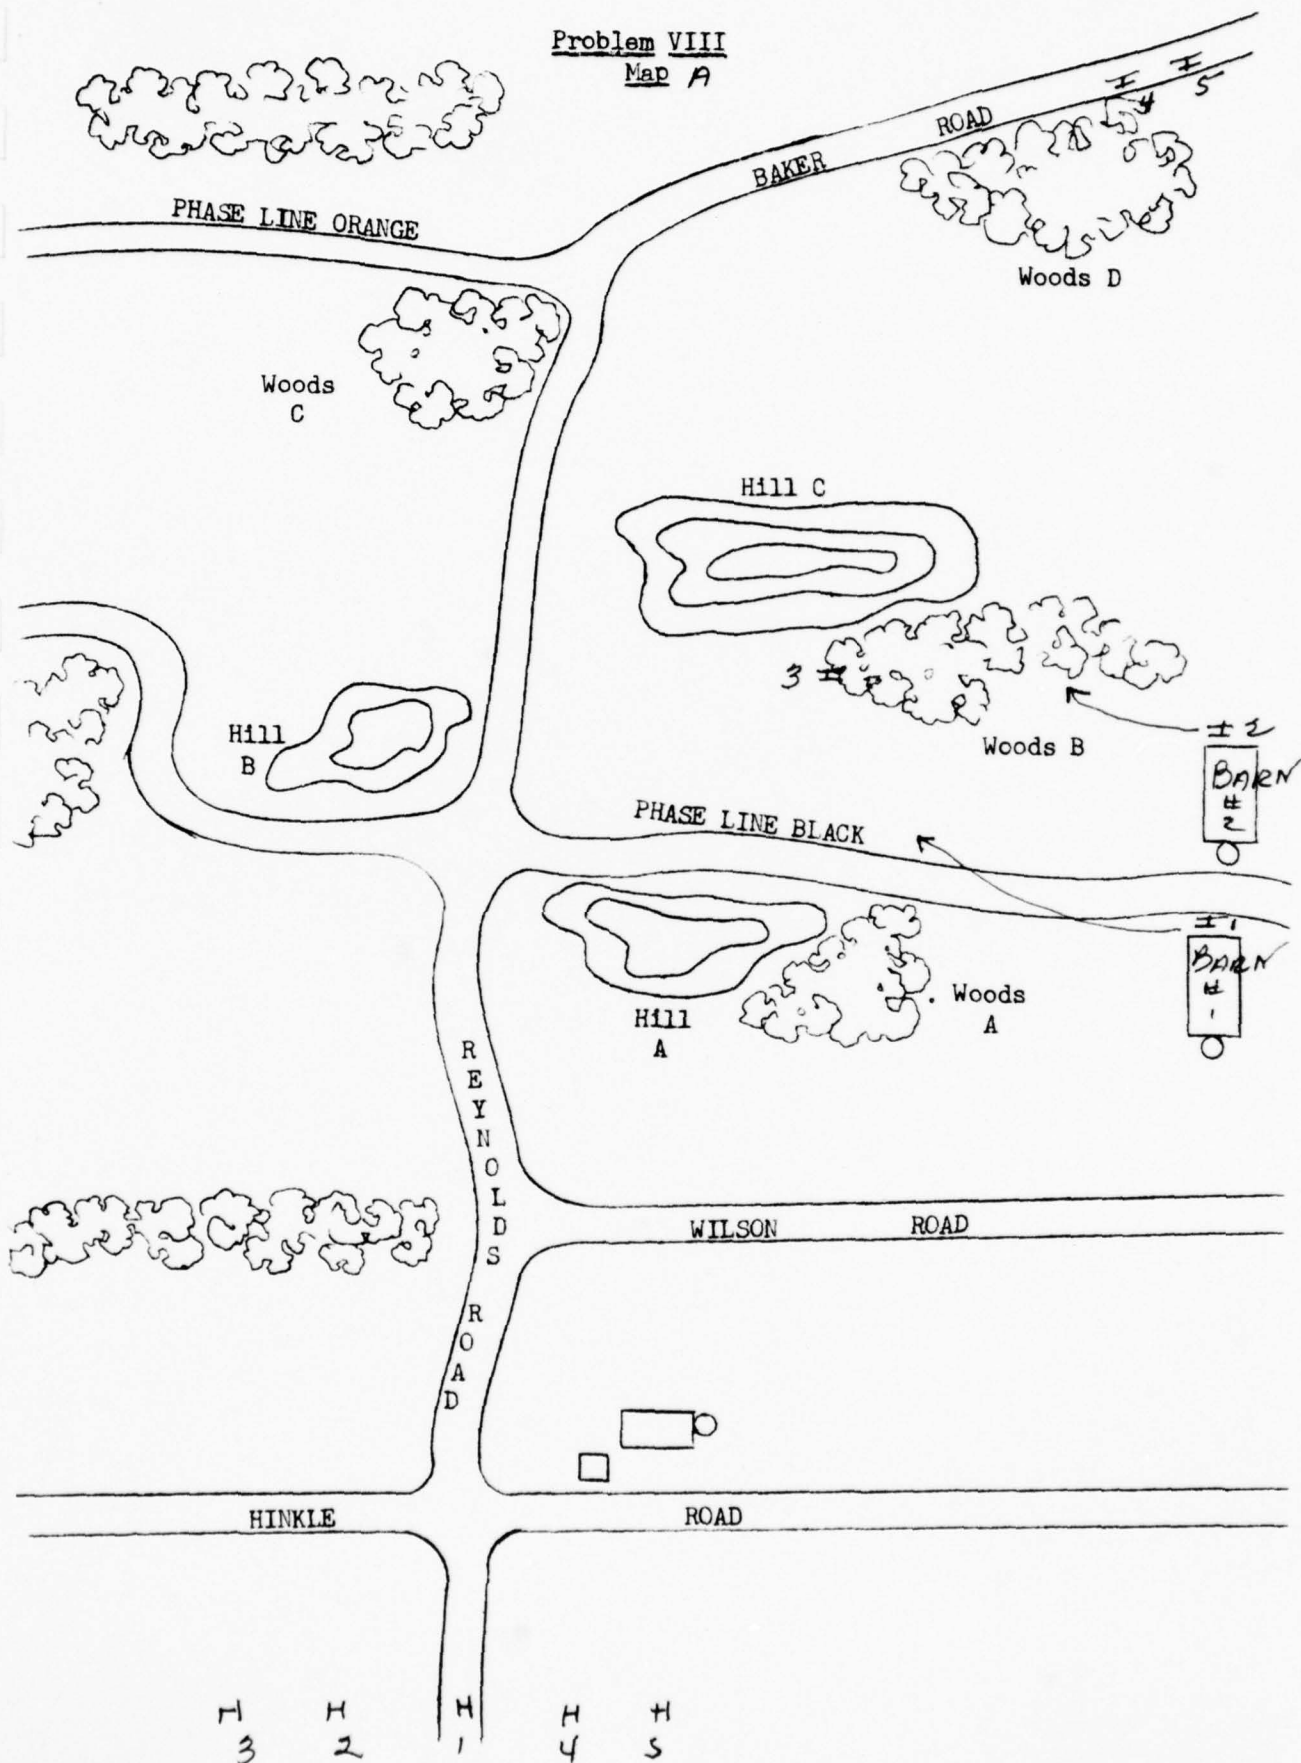 Problem VIII
Map A
4 5
BAKER ROAD
PHASE LINE ORANGE
Woods D
Woods
C
Hill C
3
Hill
B
Woods B
2
BARN
#
2
PHASE LINE BLACK
1
BARN
#
1
Woods
A
Hill
A
REYNOLDS ROAD
WILSON ROAD
HINKLE ROAD
H H H H H
3 2 1 4 5